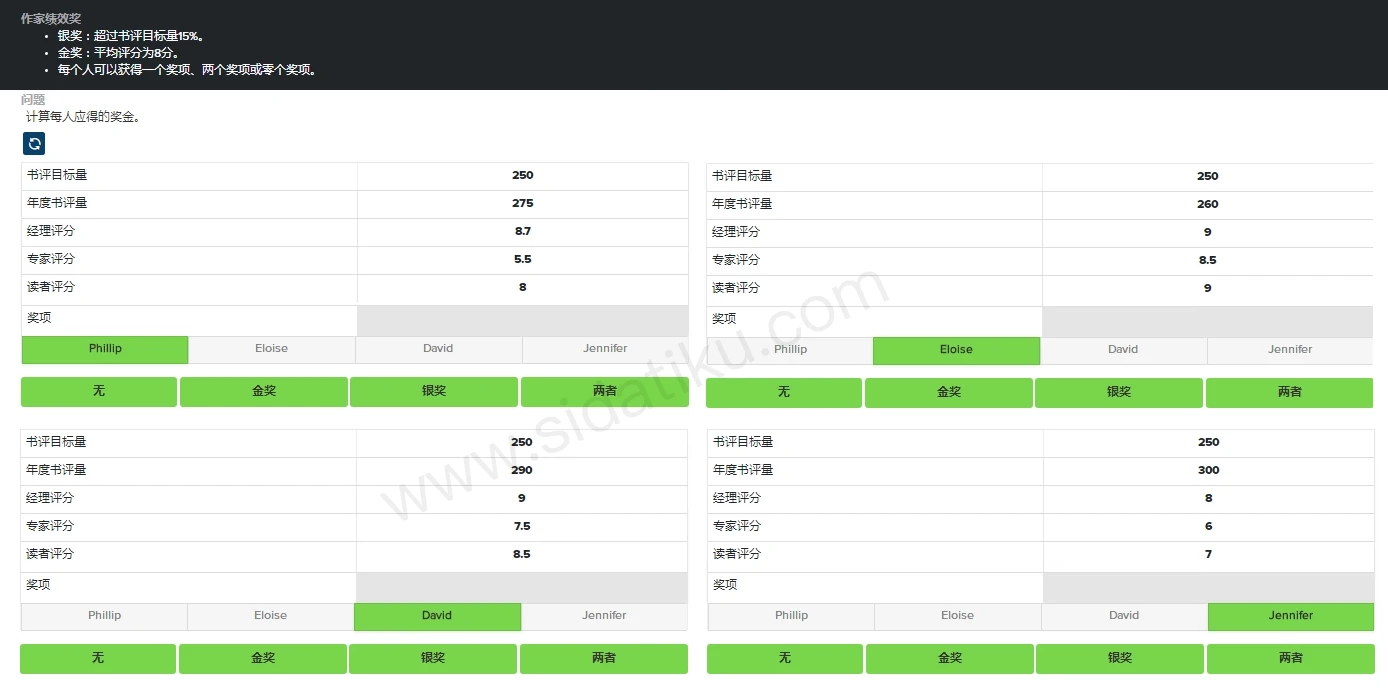 作家绩效奖
• 银奖：超过书评目标量15%。
• 金奖：平均评分为8分。
• 每个人可以获得一个奖项、两个奖项或零个奖项。
问题
计算每人应得的奖金。
书评目标量 250
年度书评量 275
经理评分 8.7
专家评分 5.5
读者评分 8
奖项
Phillip Eloise David Jennifer
无 金奖 银奖 两者
书评目标量 250
年度书评量 260
经理评分 9
专家评分 8.5
读者评分 9
奖项
Phillip Eloise David Jennifer
无 金奖 银奖 两者
书评目标量 250
年度书评量 290
经理评分 9
专家评分 7.5
读者评分 8.5
奖项
Phillip Eloise David Jennifer
无 金奖 银奖 两者
书评目标量 250
年度书评量 300
经理评分 8
专家评分 6
读者评分 7
奖项
Phillip Eloise David Jennifer
无 金奖 银奖 两者
www.sidatiku.com